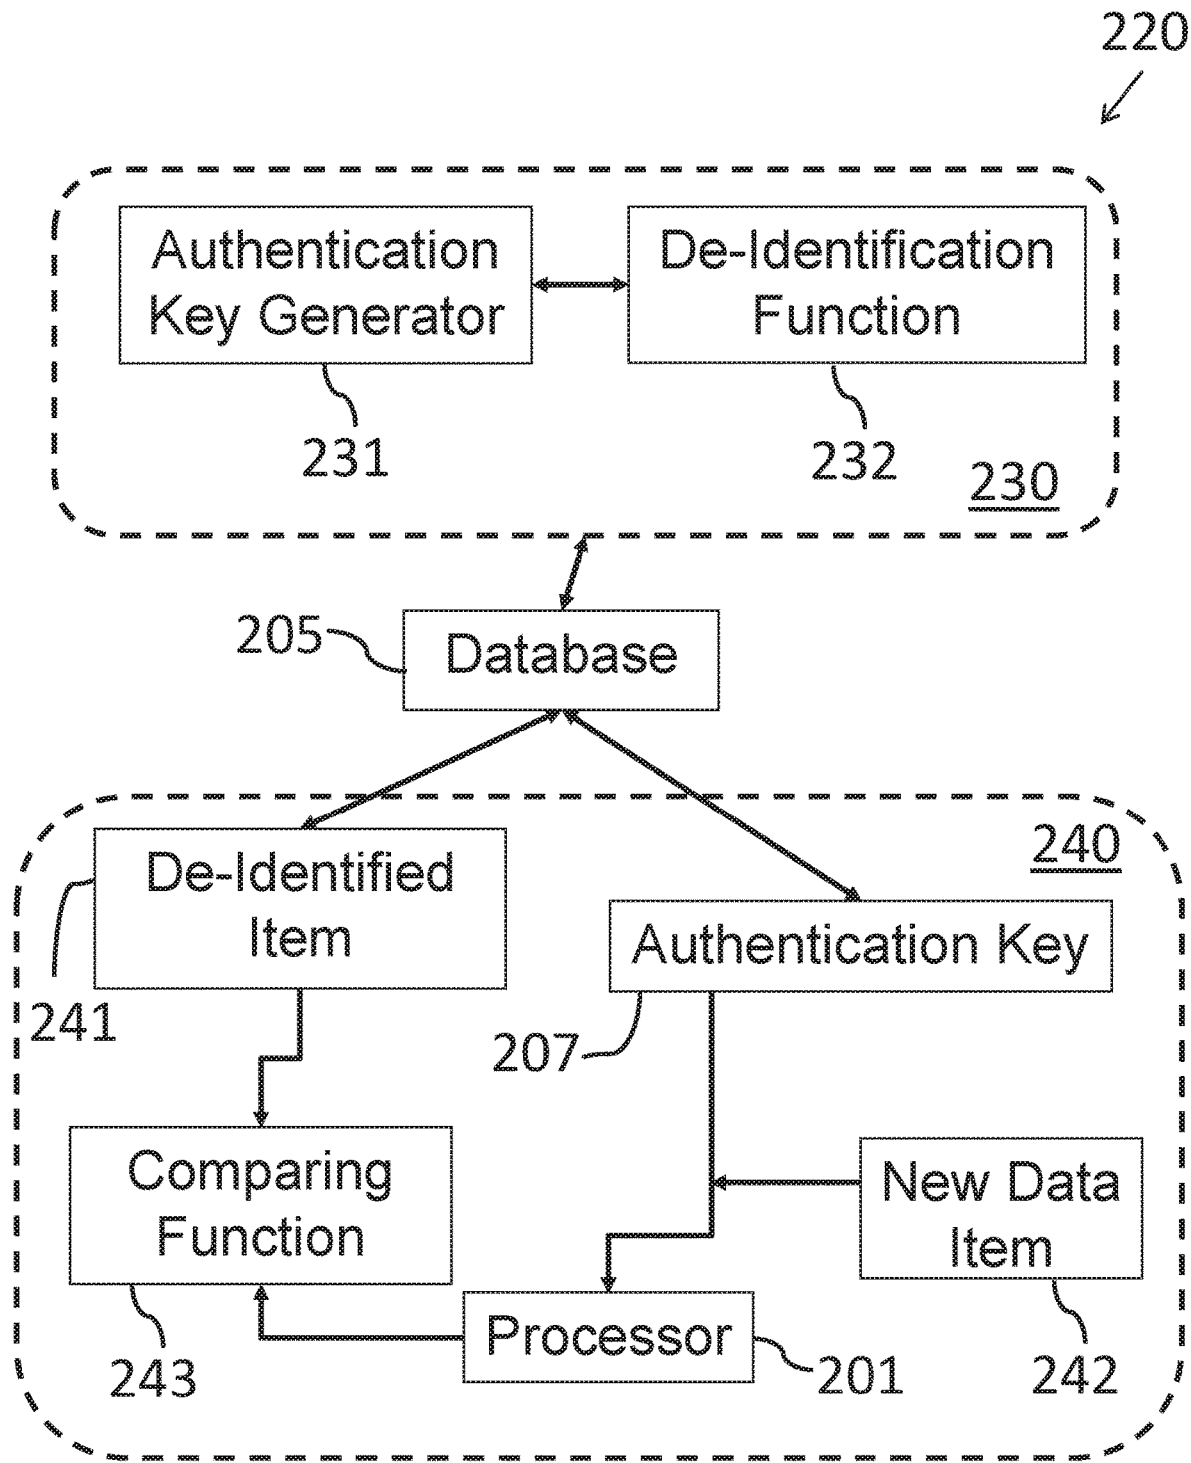 220
Authentication
Key Generator
De-Identification
Function
231
232
230
205
Database
240
De-Identified
Item
Authentication Key
241
207
Comparing
Function
New Data
Item
Processor
243
201
242